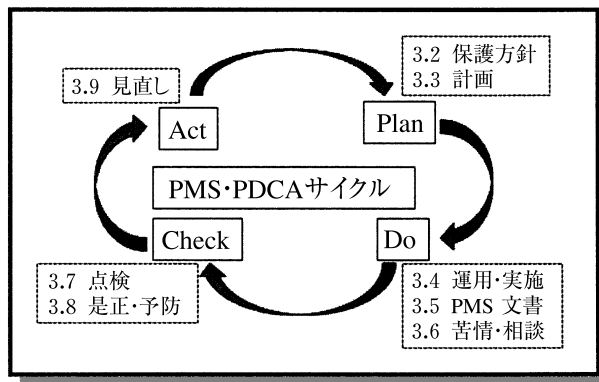 3.9 見直し
Act
3.2 保護方針
3.3 計画
Plan
PMS・PDCAサイクル
Check
3.7 点検
3.8 是正・予防
Do
3.4 運用・実施
3.5 PMS 文書
3.6 苦情・相談